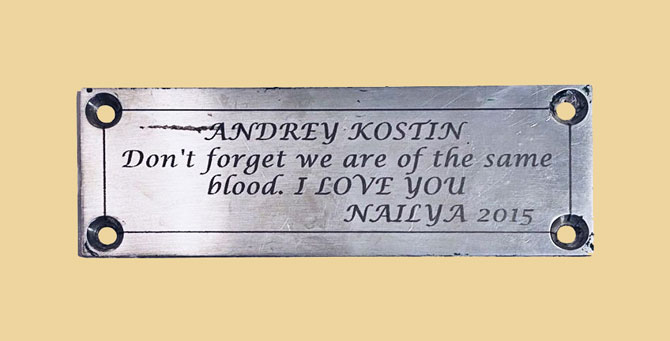 ANDREY KOSTIN
Don't forget we are of the same
blood. I LOVE YOU
NAILYA 2015